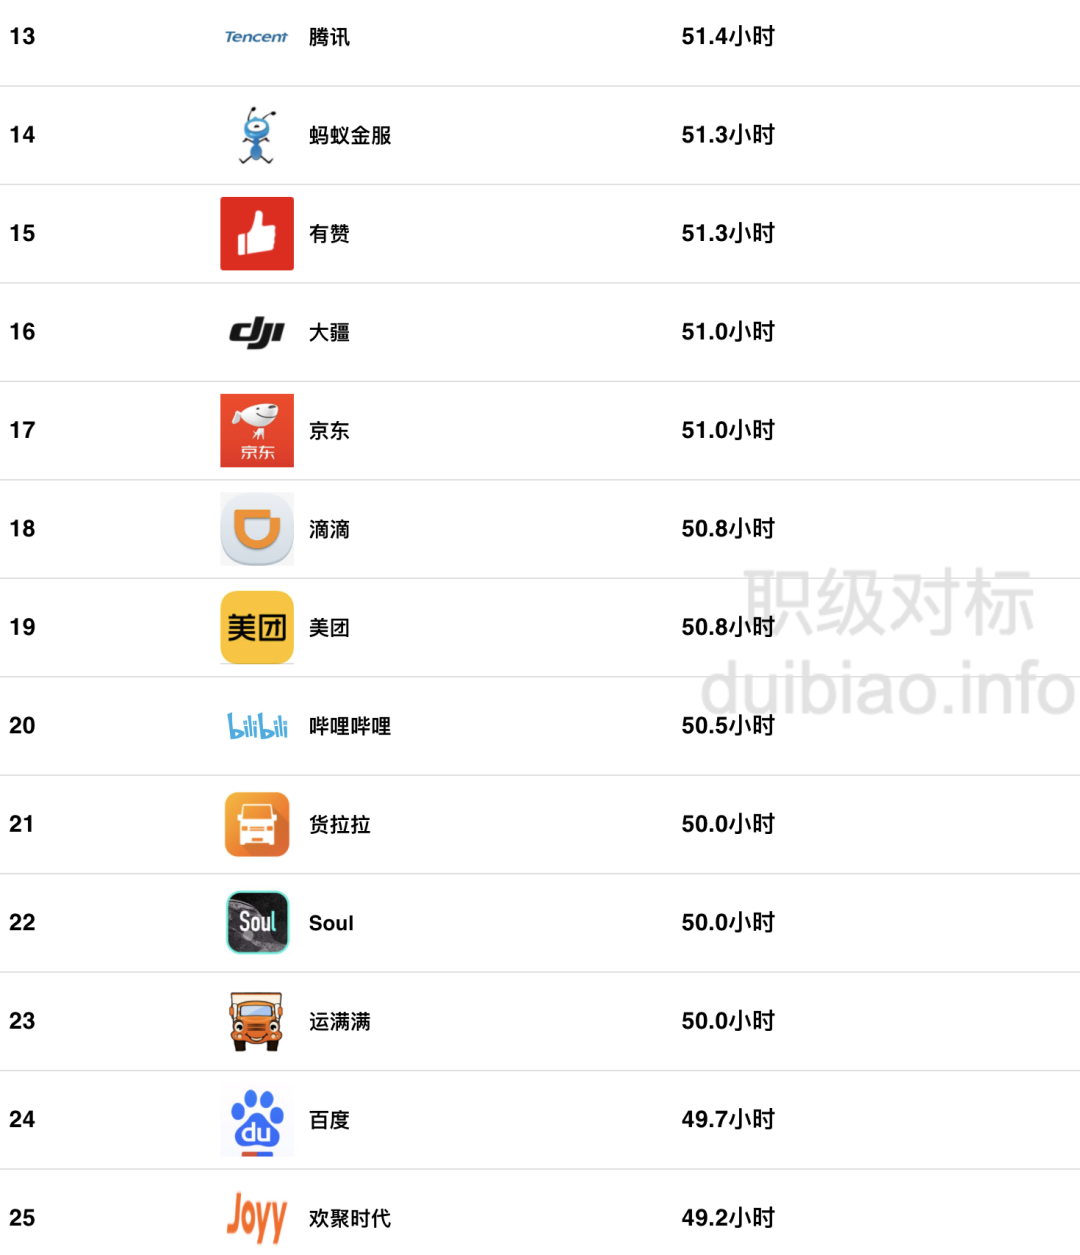 13 Tencent 腾讯 51.4小时
14 蚂蚁金服 51.3小时
15 有赞 51.3小时
16 dji 大疆 51.0小时
17 京东 京东 51.0小时
18 滴滴 50.8小时
职级对标
19 美团 美团 50.8小时
duibiao.info
20 bilibili 哔哩哔哩 50.5小时
21 货拉拉 50.0小时
22 Soul Soul 50.0小时
23 运满满 50.0小时
24 du 百度 49.7小时
25 Joyy 欢聚时代 49.2小时